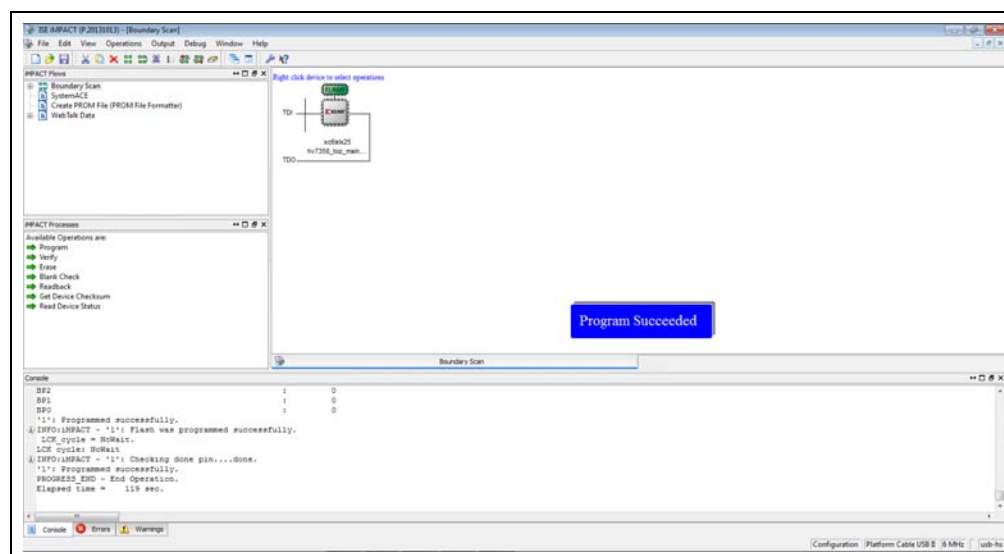 ISE iMPACT (P.20131013) - [Boundary Scan]
File Edit View Operations Output Debug Window Help
iMPACT Flows
Boundary Scan
SystemACE
Create PROM File (PROM File Formatter)
WebTalk Data
Right click device to select operations
FLASH
TDI
XILINX
xc6slx25
hv7358_top_main...
TDO
iMPACT Processes
Available Operations are:
Program
Verify
Erase
Blank Check
Readback
Get Device Checksum
Read Device Status
Program Succeeded
Boundary Scan
Console
BP2 : 0
BP1 : 0
BP0 : 0
'1': Programmed successfully.
INFO:iMPACT - '1': Flash was programmed successfully.
LCK_cycle = NoWait.
LCK cycle: NoWait
INFO:iMPACT - '1': Checking done pin....done.
'1': Programmed successfully.
PROGRESS_END - End Operation.
Elapsed time = 119 sec.
Console Errors Warnings
Configuration Platform Cable USB II 6 MHz usb-hs